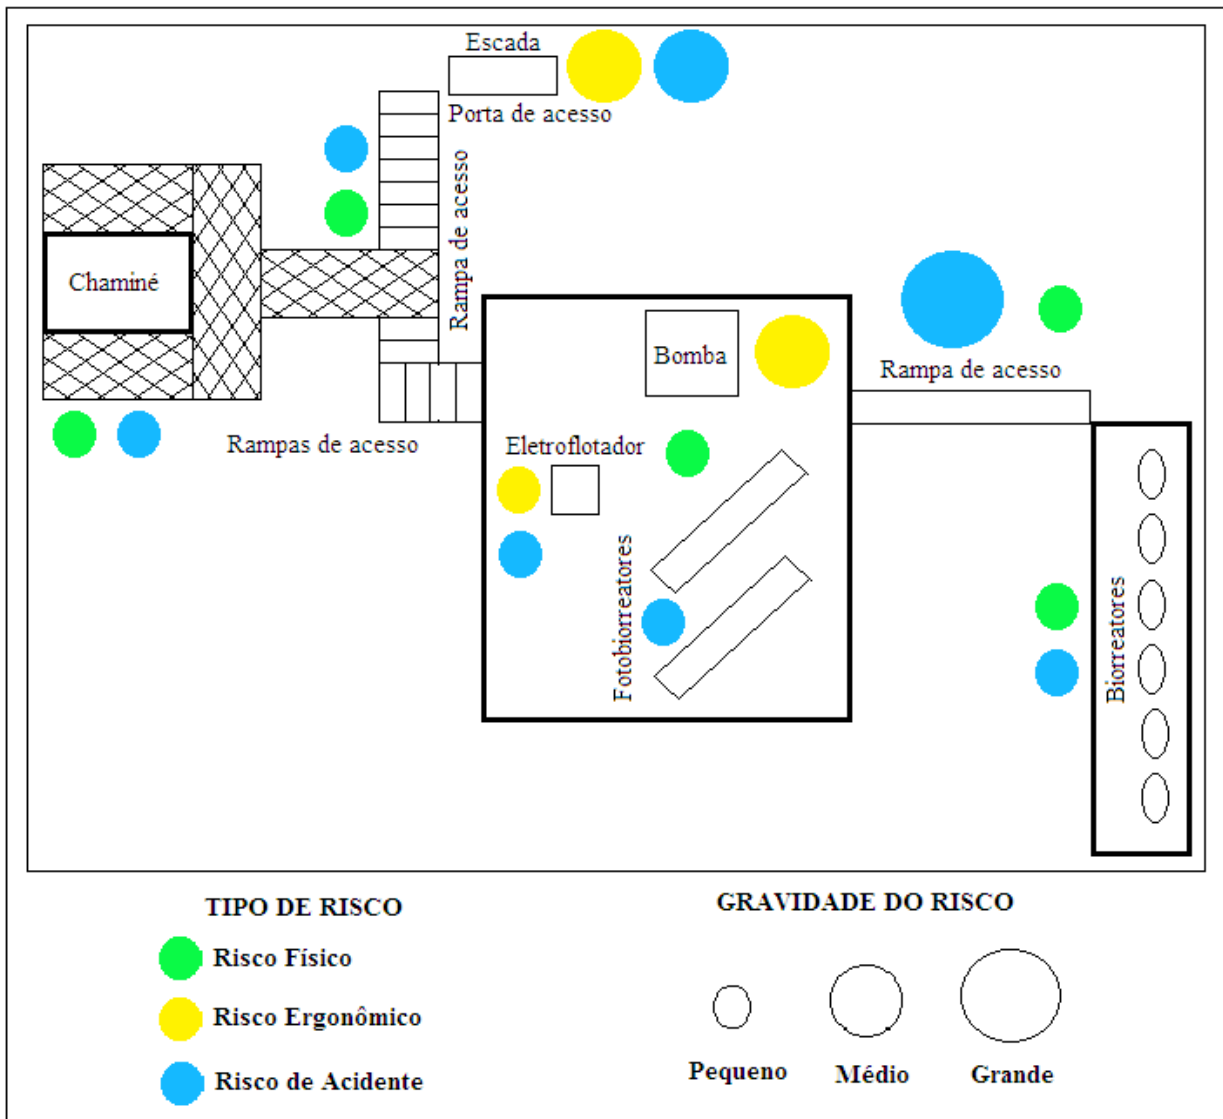 Escada
Porta de acesso
Rampa de acesso
Chaminé
Bomba
Rampa de acesso
Rampas de acesso
Eletroflotador
Fotobiorreatores
Biorreatores
TIPO DE RISCO
Risco Físico
Risco Ergonômico
Risco de Acidente
GRAVIDADE DO RISCO
Pequeno
Médio
Grande